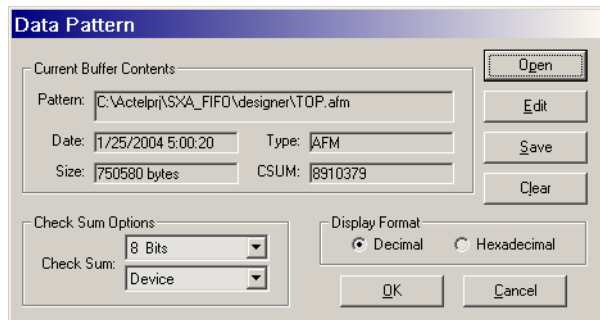 Data Pattern
Current Buffer Contents
Pattern: C:\Actelprj\SXA_FIFO\designer\TOP.afm
Date: 1/25/2004 5:00:20 Type: AFM
Size: 750580 bytes CSUM: 8910379
Open
Edit
Save
Clear
Check Sum Options
Check Sum: 8 Bits
Device
Display Format
Decimal Hexadecimal
OK Cancel